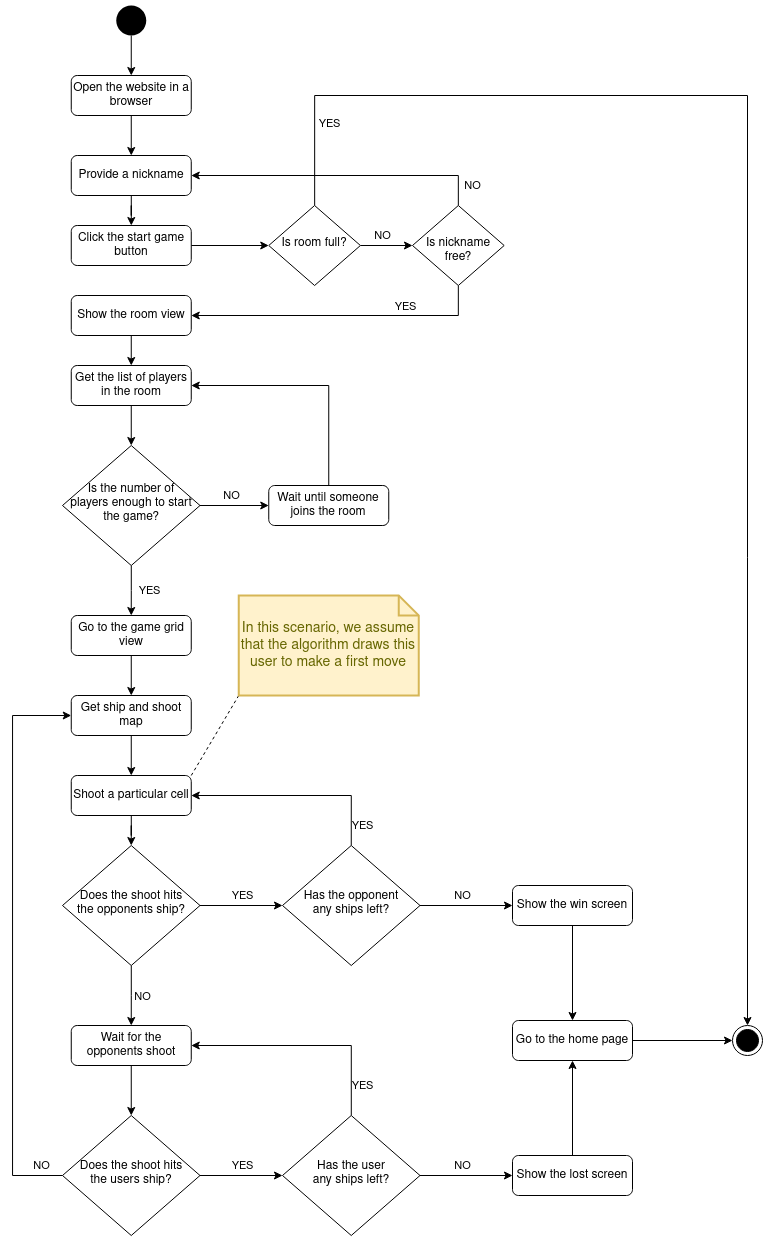 Open the website in a
browser
YES
Provide a nickname
NO
Click the start game
button
Is room full?
NO
Is nickname
free?
Show the room view
YES
Get the list of players
in the room
Is the number of
players enough to start
the game?
NO
Wait until someone
joins the room
YES
Go to the game grid
view
In this scenario, we assume
that the algorithm draws this
user to make a first move
Get ship and shoot
map
Shoot a particular cell
YES
Does the shoot hits
the opponents ship?
YES
Has the opponent
any ships left?
NO
Show the win screen
NO
Wait for the
opponents shoot
Go to the home page
YES
NO
Does the shoot hits
the users ship?
YES
Has the user
any ships left?
NO
Show the lost screen